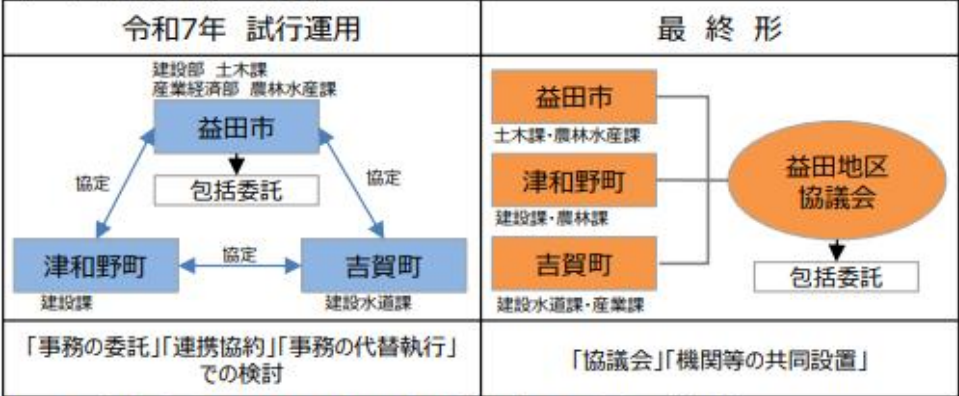 令和7年 試行運用
建設部 土木課
産業経済部 農林水産課
益田市
協定
包括委託
協定
津和野町
協定
吉賀町
建設課
建設水道課
「事務の委託」「連携協約」「事務の代替執行」
での検討
最 終 形
益田市
土木課・農林水産課
津和野町
建設課・農林課
吉賀町
建設水道課・産業課
益田地区
協議会
包括委託
「協議会」「機関等の共同設置」